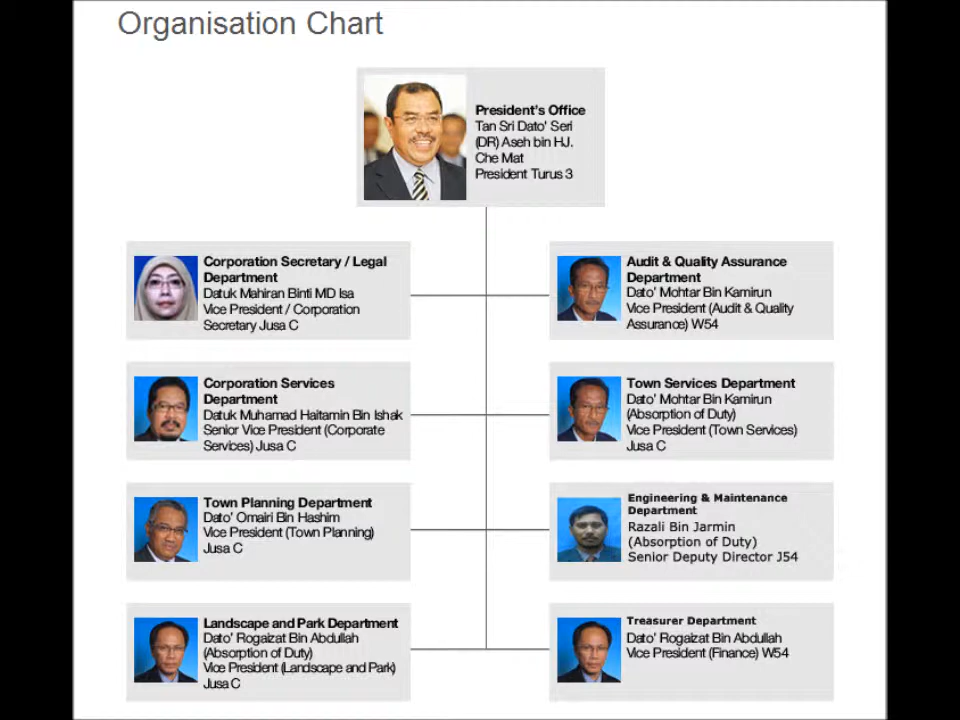 Organisation Chart
President's Office
Tan Sri Dato' Seri
(DR) Aseh bin HJ.
Che Mat
President Turus 3
Corporation Secretary / Legal
Department
Datuk Mahiran Binti MD Isa
Vice President / Corporation
Secretary Jusa C
Audit & Quality Assurance
Department
Dato' Mohtar Bin Kamirun
Vice President (Audit & Quality
Assurance) W54
Corporation Services
Department
Datuk Muhamad Haitamin Bin Ishak
Senior Vice President (Corporate
Services) Jusa C
Town Services Department
Dato' Mohtar Bin Kamirun
(Absorption of Duty)
Vice President (Town Services)
Jusa C
Town Planning Department
Dato' Omairi Bin Hashim
Vice President (Town Planning)
Jusa C
Engineering & Maintenance
Department
Razali Bin Jarmin
(Absorption of Duty)
Senior Deputy Director J54
Landscape and Park Department
Dato' Rogaizat Bin Abdullah
(Absorption of Duty)
Vice President (Landscape and Park)
Jusa C
Treasurer Department
Dato' Rogaizat Bin Abdullah
Vice President (Finance) W54